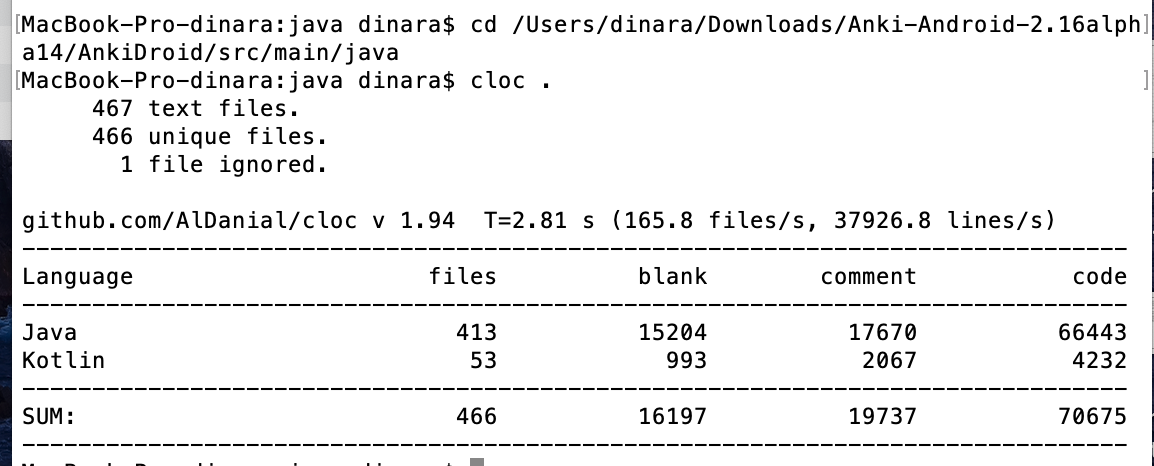 [MacBook-Pro-dinara:java dinara$ cd /Users/dinara/Downloads/Anki-Android-2.16alph]
a14/AnkiDroid/src/main/java
[MacBook-Pro-dinara:java dinara$ cloc . ]
467 text files.
466 unique files.
1 file ignored.
github.com/AlDanial/cloc v 1.94 T=2.81 s (165.8 files/s, 37926.8 lines/s)
-------------------------------------------------------------------------------
Language files blank comment code
-------------------------------------------------------------------------------
Java 413 15204 17670 66443
Kotlin 53 993 2067 4232
-------------------------------------------------------------------------------
SUM: 466 16197 19737 70675
-------------------------------------------------------------------------------